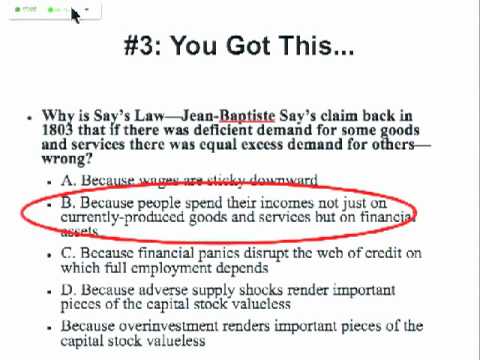 #3: You Got This...
• Why is Say's Law—Jean-Baptiste Say's claim back in
1803 that if there was deficient demand for some goods
and services there was equal excess demand for others—
wrong?
• A. Because wages are sticky downward
• B. Because people spend their incomes not just on
currently-produced goods and services but on financial
assets
• C. Because financial panics disrupt the web of credit on
which full employment depends
• D. Because adverse supply shocks render important
pieces of the capital stock valueless
• Because overinvestment renders important pieces of the
capital stock valueless